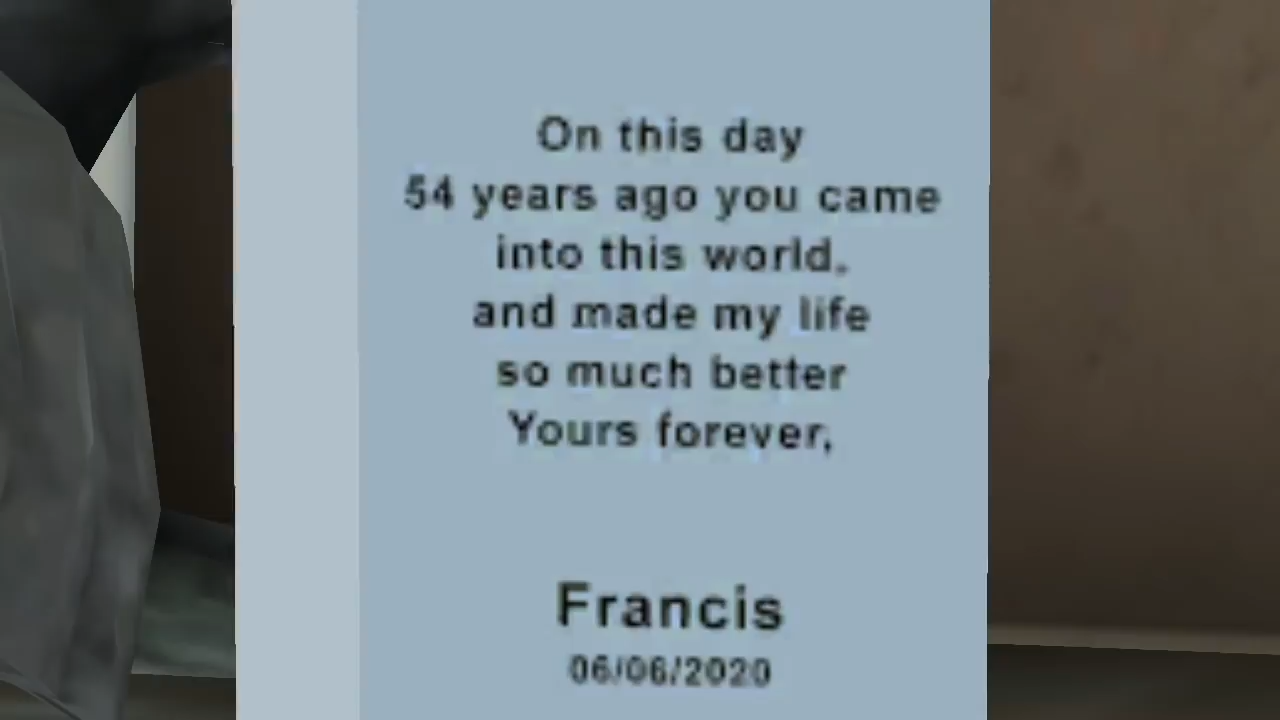 On this day
54 years ago you came
into this world,
and made my life
so much better
Yours forever,
Francis
06/06/2020